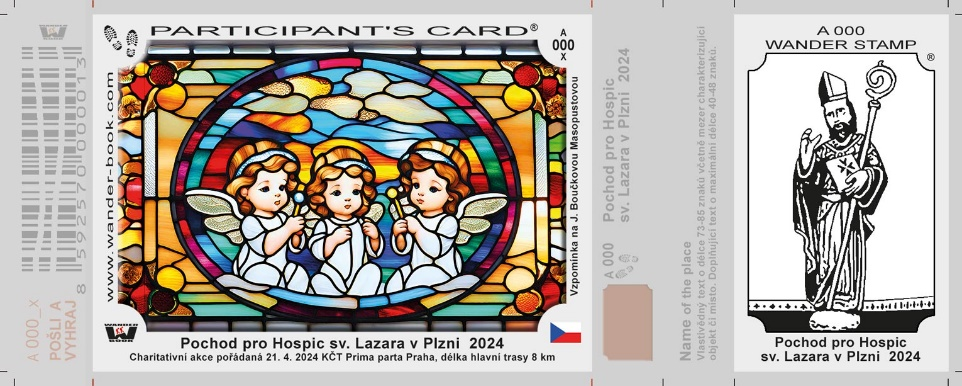 A 000_X
POŠLI A
VYHRAJ
8 592570 000013
www.wander-book.com
PARTICIPANT'S CARD®
A
000
X
Vzpomínka na J. Boučkovou Masopustovou
WANDER
BOOK
Pochod pro Hospic sv. Lazara v Plzni 2024
Charitativní akce pořádaná 21. 4. 2024 KČT Prima parta Praha, délka hlavní trasy 8 km
A 000
Pochod pro Hospic
sv. Lazara v Plzni 2024
Name of the place
Vlastivědný text o délce 73-85 znaků včetně mezer charakterizující
objekt či místo. Doplňující text o maximální délce 40-48 znaků.
A 000
WANDER STAMP
®
Pochod pro Hospic
sv. Lazara v Plzni 2024